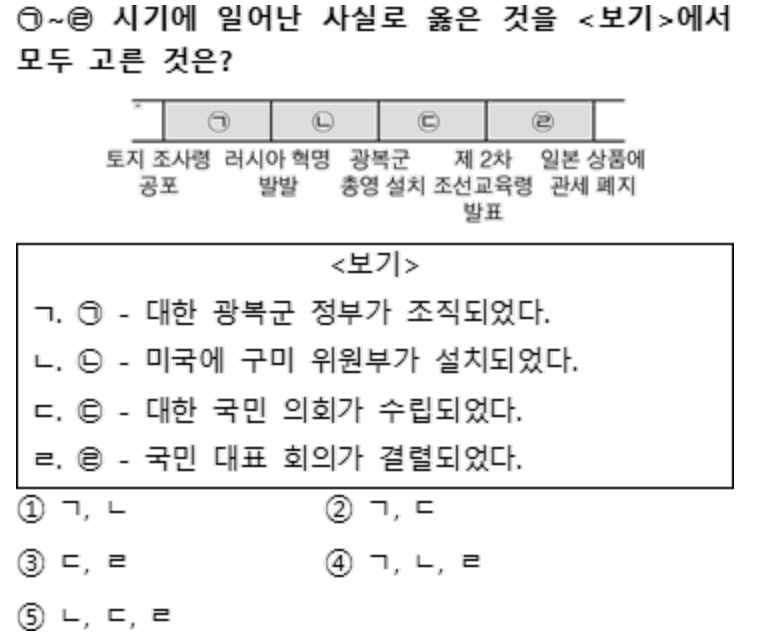 ㉠~㉣ 시기에 일어난 사실로 옳은 것을 <보기>에서
모두 고른 것은?
㉠ ㉡ ㉢ ㉣
토지 조사령 러시아 혁명 광복군 제 2차 일본 상품에
공포 발발 총영 설치 조선교육령 관세 폐지
발표
<보기>
ㄱ. ㉠ - 대한 광복군 정부가 조직되었다.
ㄴ. ㉡ - 미국에 구미 위원부가 설치되었다.
ㄷ. ㉢ - 대한 국민 의회가 수립되었다.
ㄹ. ㉣ - 국민 대표 회의가 결렬되었다.
① ㄱ, ㄴ ② ㄱ, ㄷ
③ ㄷ, ㄹ ④ ㄱ, ㄴ, ㄹ
⑤ ㄴ, ㄷ, ㄹ